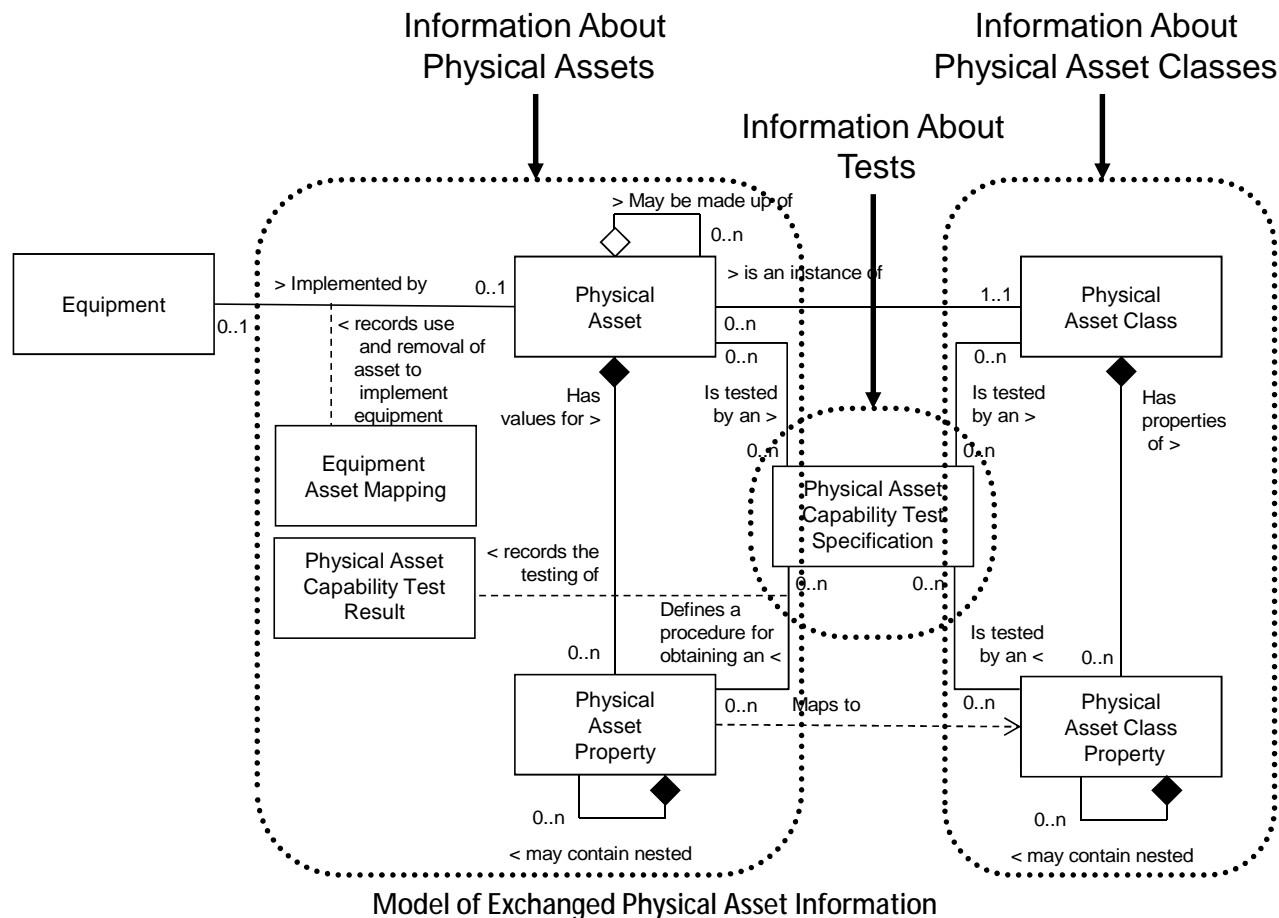 Information About
Physical Assets
Information About
Physical Asset Classes
Information About
Tests
> May be made up of
0..n
Equipment
0..1
> Implemented by
0..1
Physical
Asset
> is an instance of
0..n
1..1
Physical
Asset Class
< records use
and removal of
asset to
implement
equipment
0..n
0..n
Has
values for >
Is tested
by an >
Is tested
by an >
Has
properties
of >
0..n
0..n
Equipment
Asset Mapping
Physical Asset
Capability Test
Specification
Physical Asset
Capability Test
Result
< records the
testing of
0..n
0..n
Defines a
procedure for
obtaining an <
Is tested
by an <
0..n
0..n
Physical
Asset
Property
0..n
Maps to
0..n
Physical
Asset Class
Property
0..n
0..n
< may contain nested
< may contain nested
Model of Exchanged Physical Asset Information